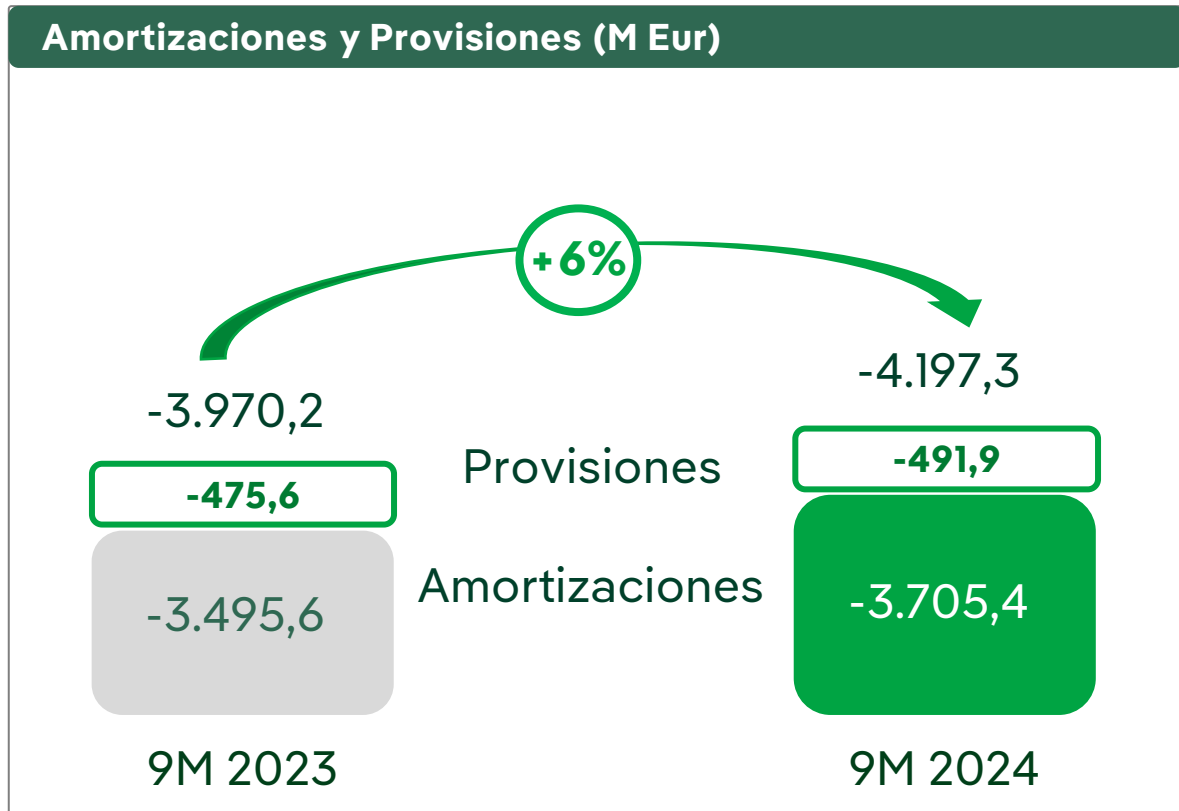 Amortizaciones y Provisiones (M Eur)
+6%
-3.970,2
-4.197,3
-475,6
Provisiones
-491,9
-3.495,6
Amortizaciones
-3.705,4
9M 2023
9M 2024